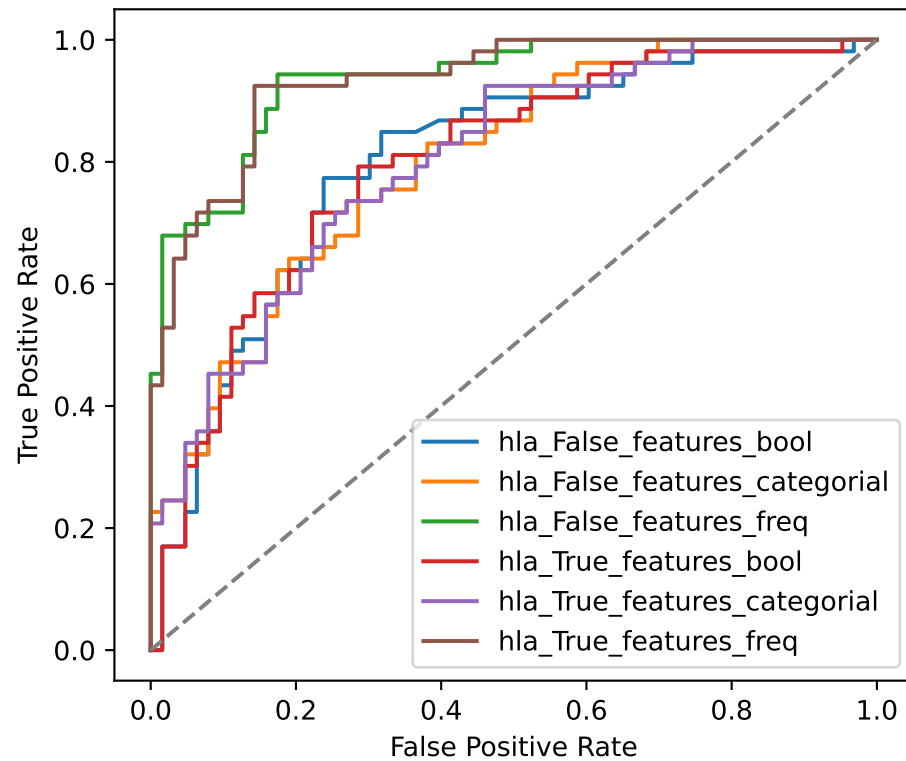 1.0
0.8
0.6
0.4
0.2
0.0
True Positive Rate
hla_False_features_bool
hla_False_features_categorial
hla_False_features_freq
hla_True_features_bool
hla_True_features_categorial
hla_True_features_freq
0.0 0.2 0.4 0.6 0.8 1.0
False Positive Rate